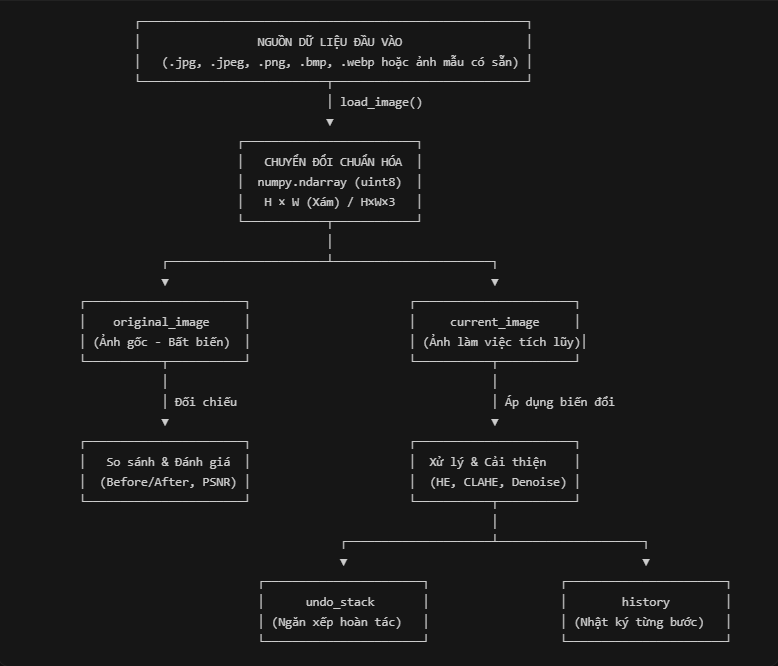 NGUỒN DỮ LIỆU ĐẦU VÀO
(.jpg, .jpeg, .png, .bmp, .webp hoặc ảnh mẫu có sẵn)
load_image()
CHUYỂN ĐỔI CHUẨN HÓA
numpy.ndarray (uint8)
H × W (Xám) / H×W×3
original_image
(Ảnh gốc - Bất biến)
current_image
(Ảnh làm việc tích lũy)
Đối chiếu
Áp dụng biến đổi
So sánh & Đánh giá
(Before/After, PSNR)
Xử lý & Cải thiện
(HE, CLAHE, Denoise)
undo_stack
(Ngăn xếp hoàn tác)
history
(Nhật ký từng bước)